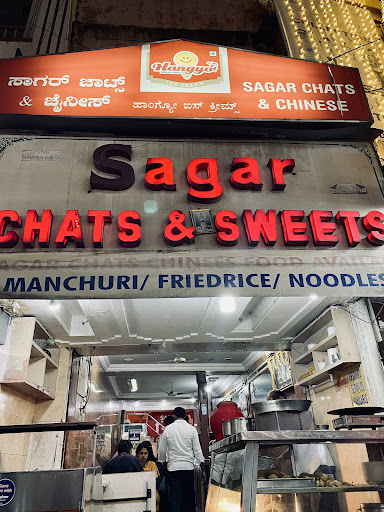 Hangyo
ಸಾಗರ್ ಚಾಟ್ಸ್
& ಚೈನೀಸ್
ಹಾಂಗ್ಯೋ ಐಸ್ ಕ್ರೀಮ್ಸ್
SAGAR CHATS
& CHINESE
Sagar
CHATS & SWEETS
MANCHURI/ FRIEDRICE/ NOODLES